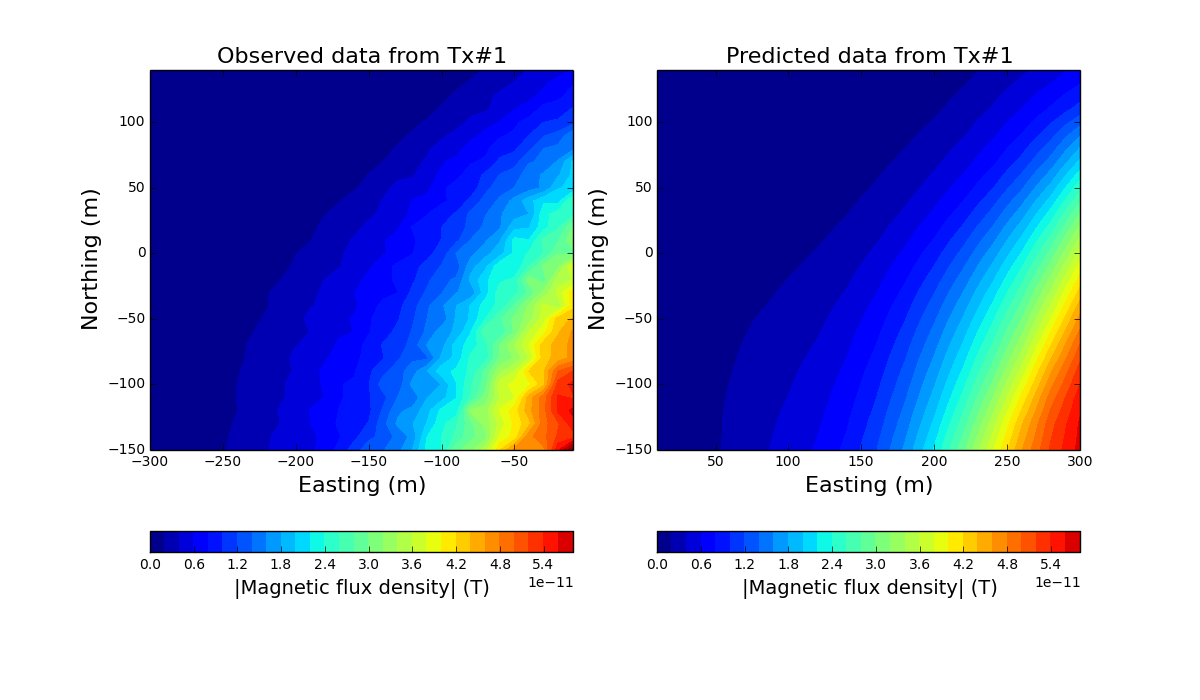 Observed data from Tx#1
Predicted data from Tx#1
Northing (m)
100
50
0
−50
−100
−150
−300
−250
−200
−150
−100
−50
Easting (m)
Northing (m)
100
50
0
−50
−100
−150
50
100
150
200
250
300
Easting (m)
0.0 0.6 1.2 1.8 2.4 3.0 3.6 4.2 4.8 5.4
1e−11
|Magnetic flux density| (T)
0.0 0.6 1.2 1.8 2.4 3.0 3.6 4.2 4.8 5.4
1e−11
|Magnetic flux density| (T)